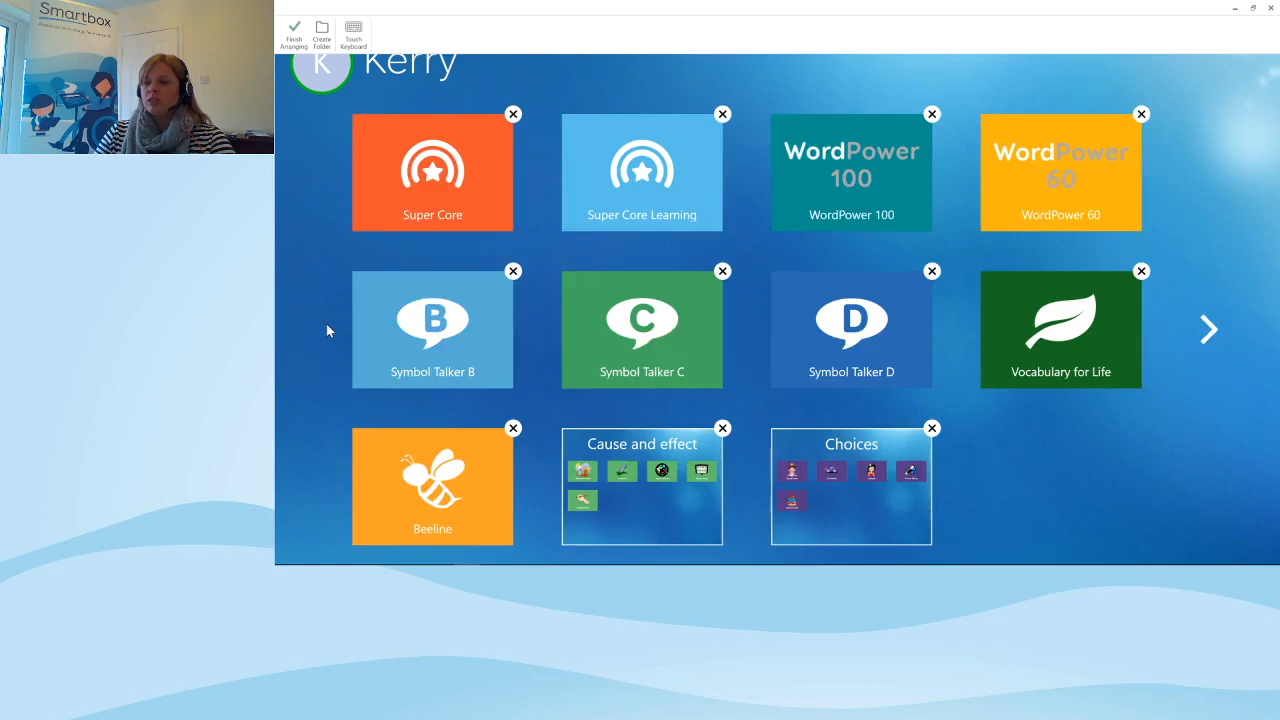 Smartbox
Finish
Arranging
Create
Folder
Touch
Keyboard
K
Kerry
Super Core
Super Core Learning
WordPower
100
WordPower 100
WordPower
60
WordPower 60
B
Symbol Talker B
C
Symbol Talker C
D
Symbol Talker D
Vocabulary for Life
Beeline
Cause and effect
Choices